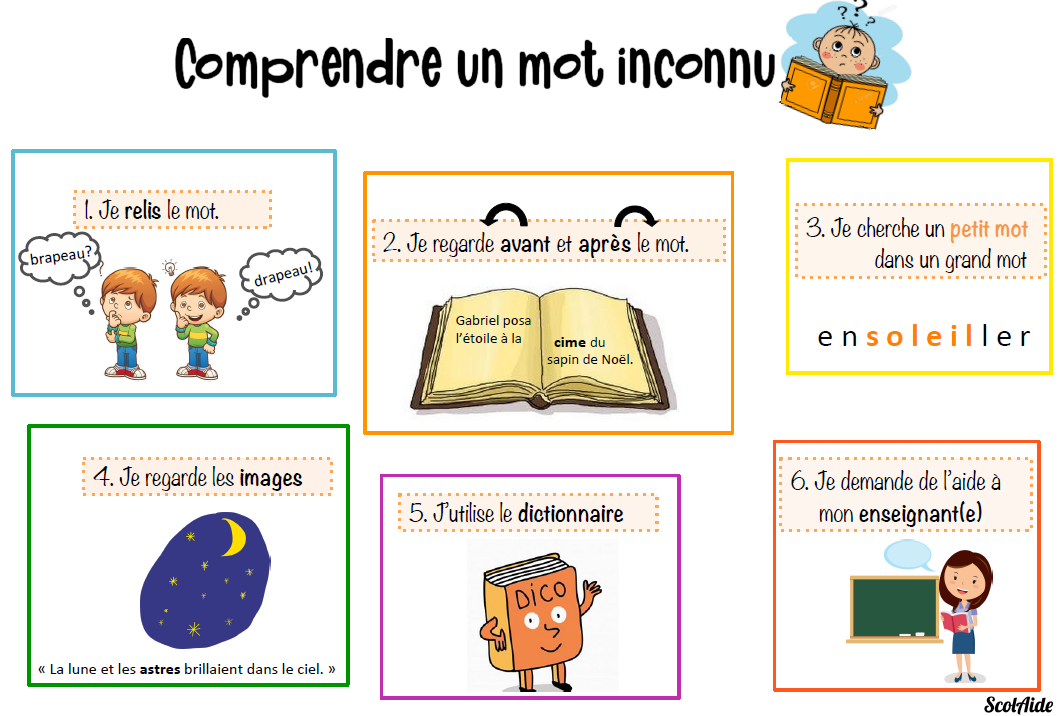 Comprendre un mot inconnu
???
1. Je relis le mot.
brapeau?
?
drapeau!
2. Je regarde avant et après le mot.
Gabriel posa
l'étoile à la
cime du
sapin de Noël.
3. Je cherche un petit mot
dans un grand mot
ensoleiller
4. Je regarde les images
« La lune et les astres brillaient dans le ciel. »
5. J'utilise le dictionnaire
DICO
6. Je demande de l'aide à
mon enseignant(e)
ScolAide